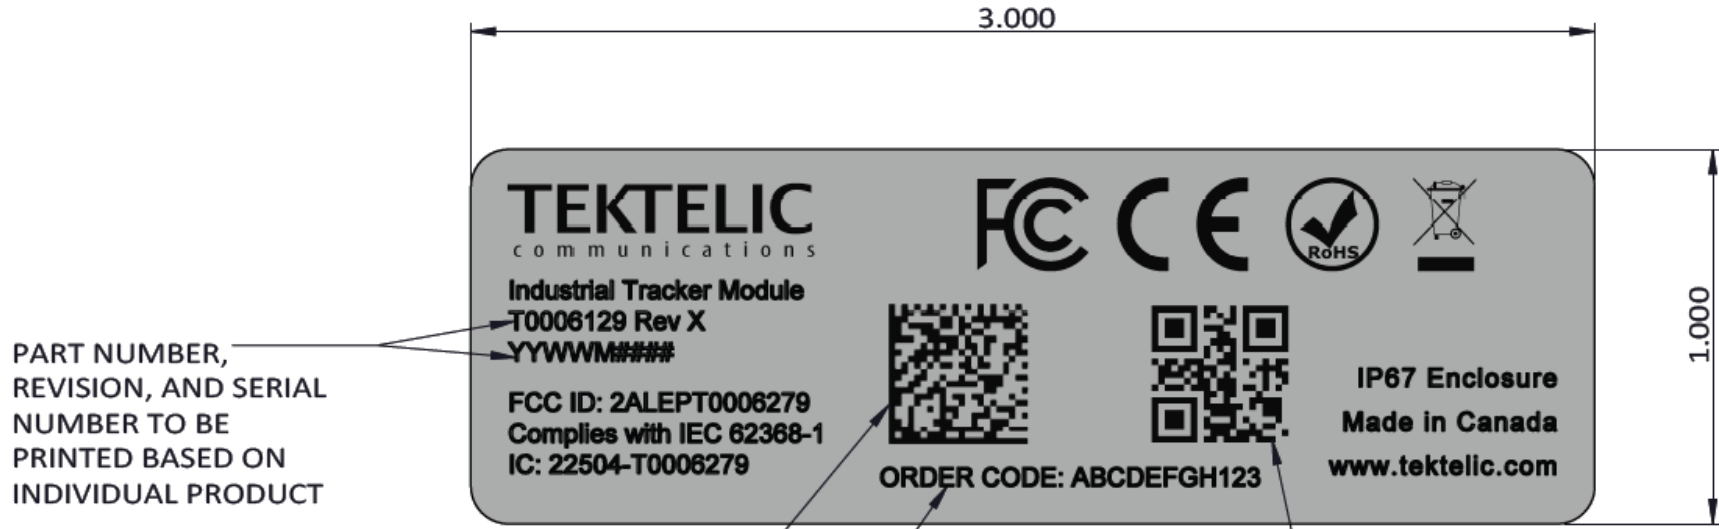 3.000
TEKTELIC
communications
FC CE
RoHS
Industrial Tracker Module
T0006129 Rev X
YYWWM####
FCC ID: 2ALEPT0006279
Complies with IEC 62368-1
IC: 22504-T0006279
ORDER CODE: ABCDEFGH123
IP67 Enclosure
Made in Canada
www.tektelic.com
1.000
PART NUMBER,
REVISION, AND SERIAL
NUMBER TO BE
PRINTED BASED ON
INDIVIDUAL PRODUCT